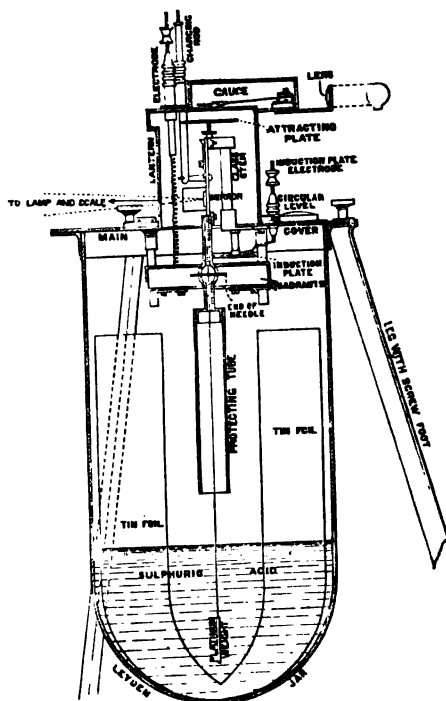 ELECTRODE
CHARGING
ROD
GAUGE
LENS
ATTRACTING
PLATE
LANTERN
GLASS
STEM
INDUCTION PLATE
ELECTRODE
TO LAMP AND SCALE
MIRROR
CIRCULAR
LEVEL
MAIN
COVER
INDUCTION
PLATE
QUADRANTS
END OF
NEEDLE
PROTECTING TUBE
LEG WITH SCREW FOOT
TIN FOIL
TIN FOIL
SULPHURIC
ACID
PLATINUM
WEIGHT
LEYDEN
JAR